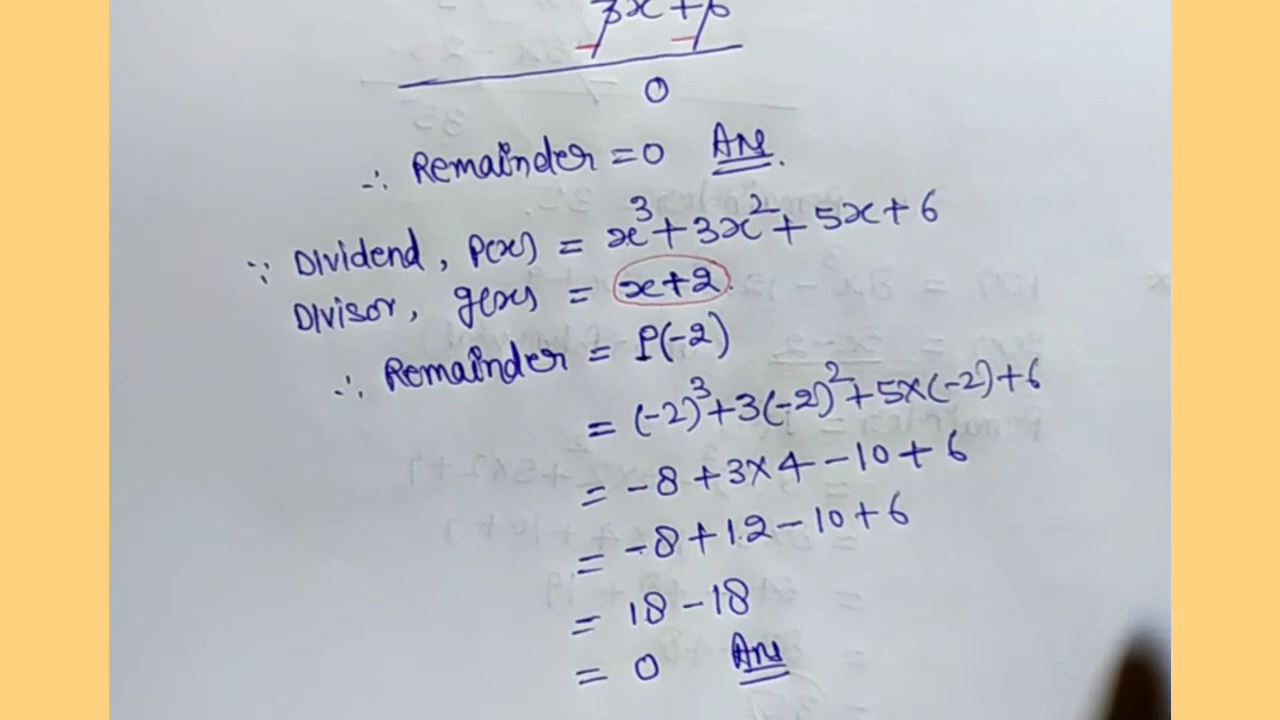 3x+6
0
∴ Remainder = 0 Ans.
∵ Dividend, p(x) = x³+3x²+5x+6
Divisor, g(x) = x+2.
∴ Remainder = P(-2)
= (-2)³+3(-2)²+5×(-2)+6
= -8+3×4-10+6
= -8+12-10+6
= 18-18
= 0 Ans